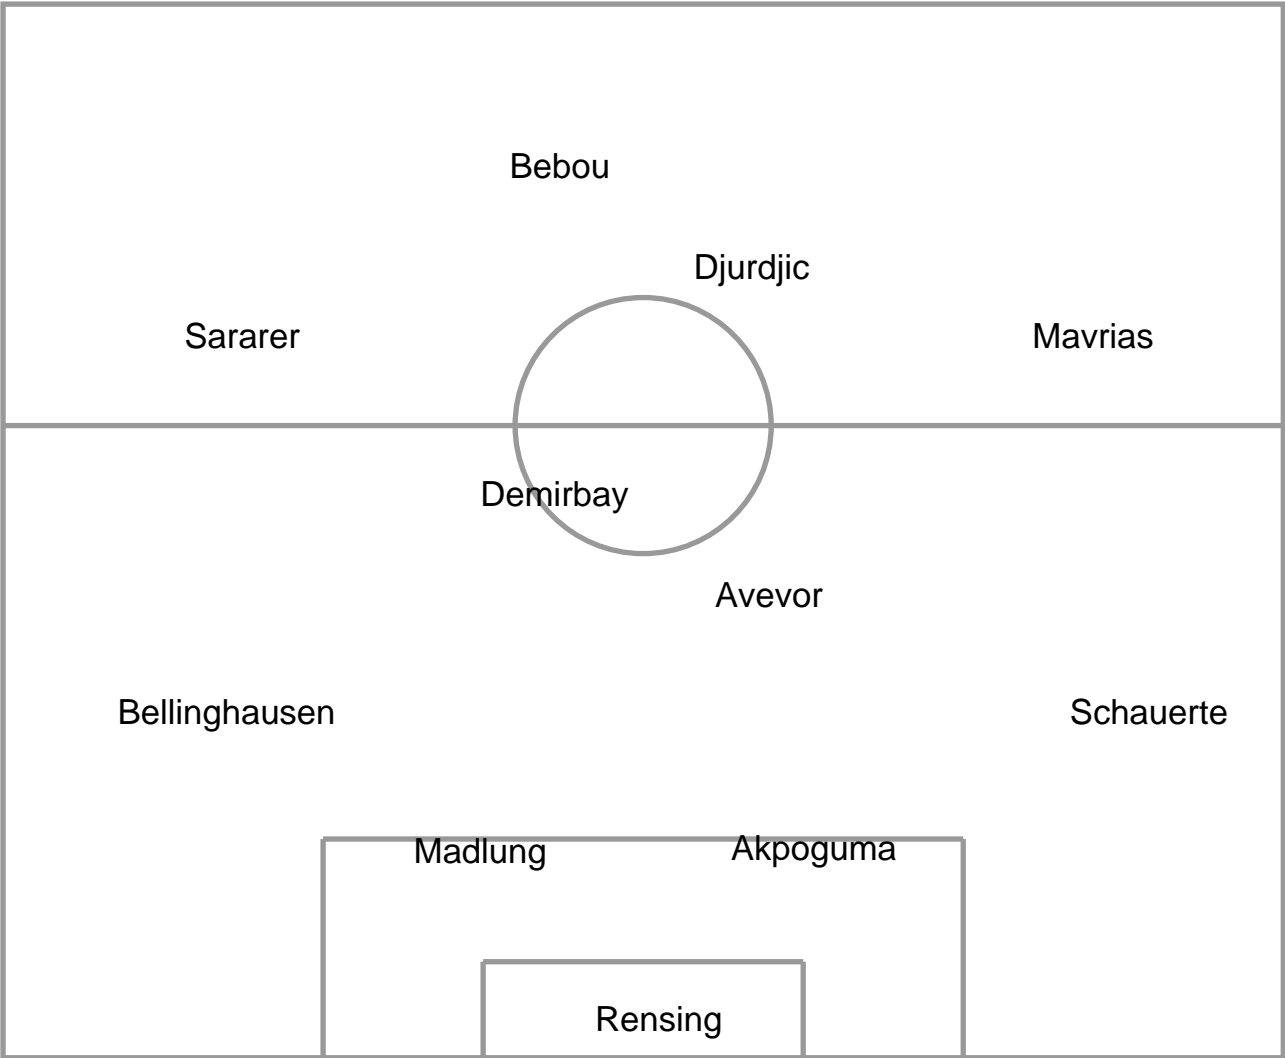 Bebou
Djurdjic
Sararer
Mavrias
Demirbay
Avevor
Bellinghausen
Schauerte
Madlung
Akpoguma
Rensing